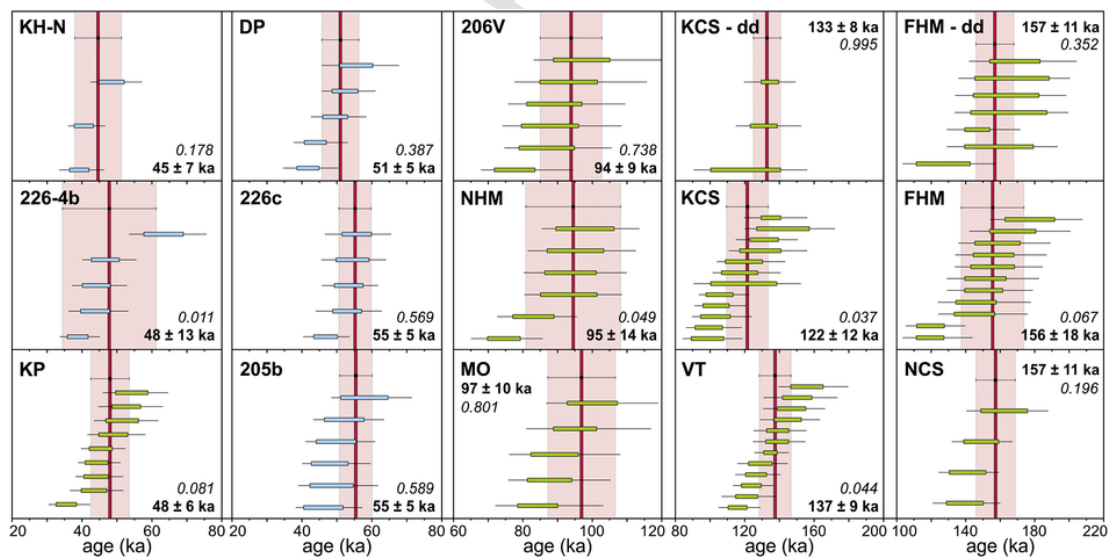 KH-N
0.178
45 ± 7 ka
DP
0.387
51 ± 5 ka
206V
0.738
94 ± 9 ka
KCS - dd
133 ± 8 ka
0.995
FHM - dd
157 ± 11 ka
0.352
226-4b
0.011
48 ± 13 ka
226c
0.569
55 ± 5 ka
NHM
0.049
95 ± 14 ka
KCS
0.037
122 ± 12 ka
FHM
0.067
156 ± 18 ka
KP
0.081
48 ± 6 ka
205b
0.589
55 ± 5 ka
MO
97 ± 10 ka
0.801
VT
0.044
137 ± 9 ka
NCS
157 ± 11 ka
0.196
20 40 60 80 20 40 60 80 60 80 100 120 80 120 160 200 100 140 180 220
age (ka) age (ka) age (ka) age (ka) age (ka)